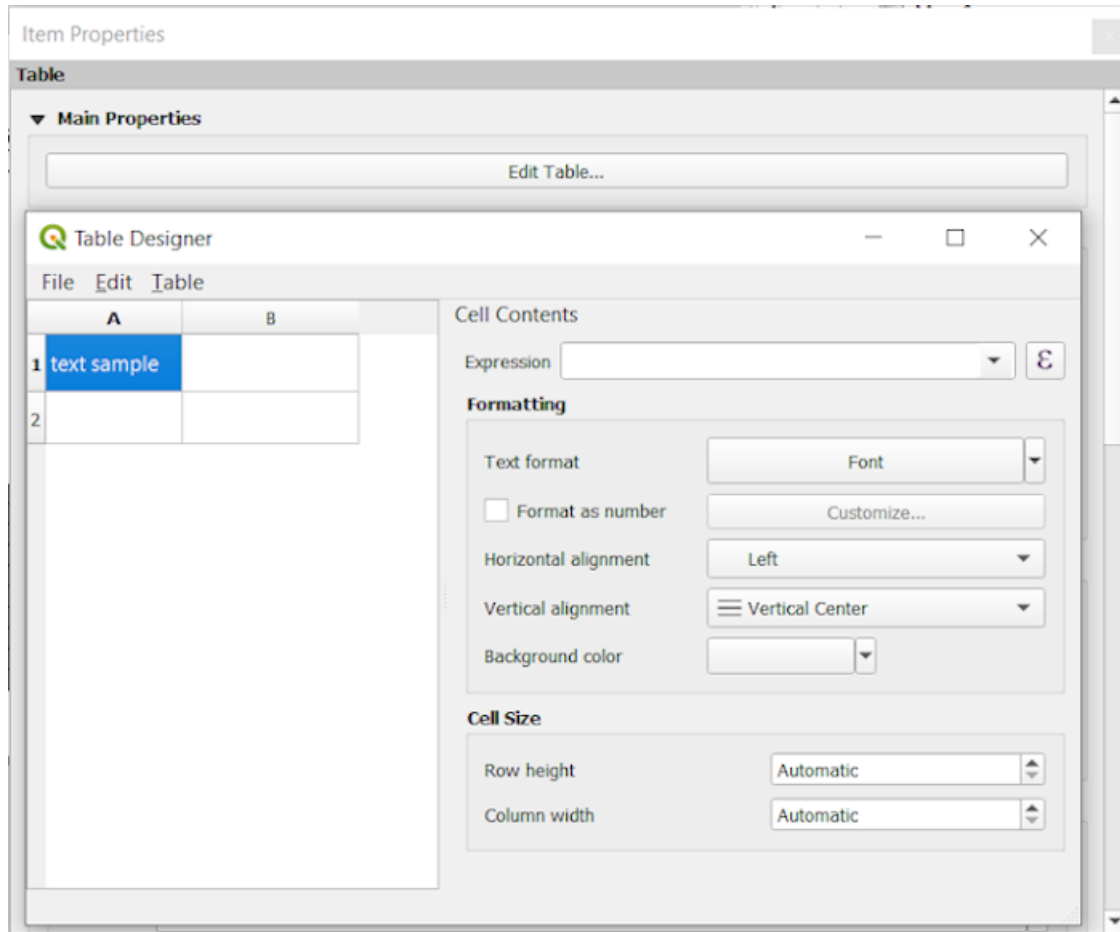 Item Properties
Table
Main Properties
Edit Table...
Table Designer
File Edit Table
A B
1 text sample
2
Cell Contents
Expression ε
Formatting
Text format Font
Format as number Customize...
Horizontal alignment Left
Vertical alignment Vertical Center
Background color
Cell Size
Row height Automatic
Column width Automatic